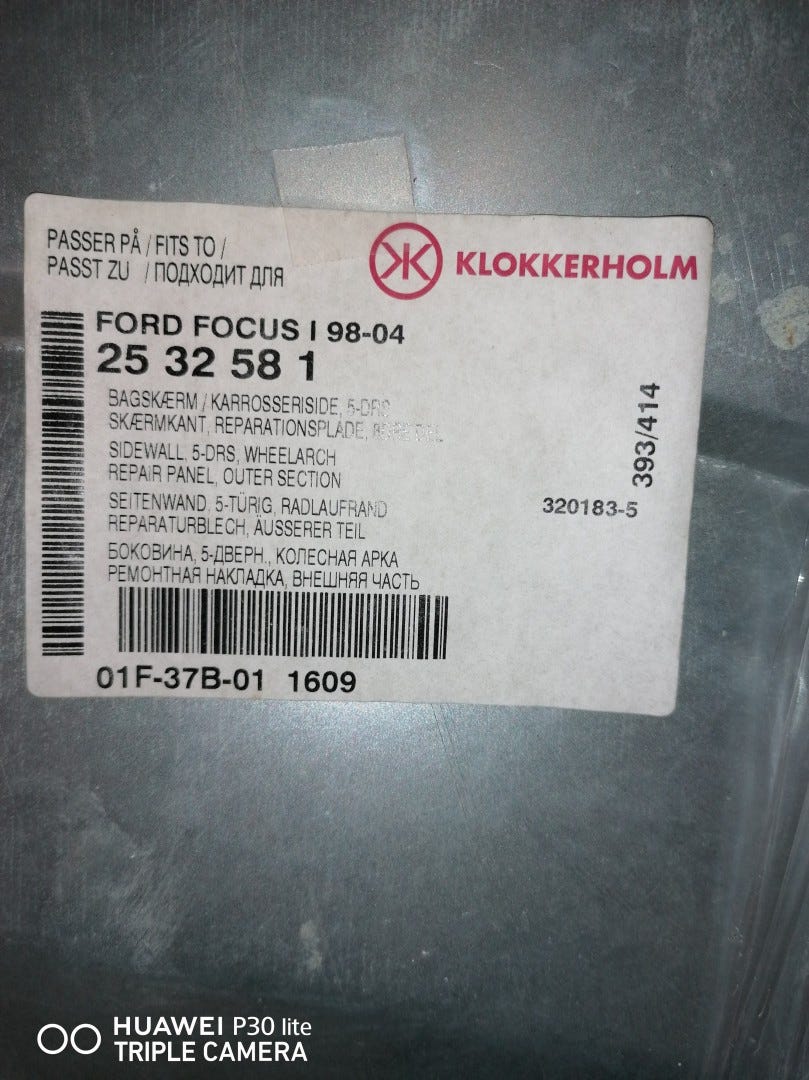 PASSER PÅ / FITS TO /
PASST ZU / ПОДХОДИТ ДЛЯ
KLOKKERHOLM
FORD FOCUS I 98-04
25 32 58 1
BAGSKÆRM / KARROSSERISIDE, 5-DRS
SKÆRMKANT, REPARATIONSPLADE,
SIDEWALL, 5-DRS, WHEELARCH
REPAIR PANEL, OUTER SECTION
SEITENWAND, 5-TÜRIG, RADLAUFRAND
REPARATURBLECH, ÄUSSERER TEIL
БОКОВИНА, 5-ДВЕРН., КОЛЕСНАЯ АРКА
РЕМОНТНАЯ НАКЛАДКА, ВНЕШНЯЯ ЧАСТЬ
393/414
320183-5
01F-37B-01 1609
HUAWEI P30 lite
TRIPLE CAMERA